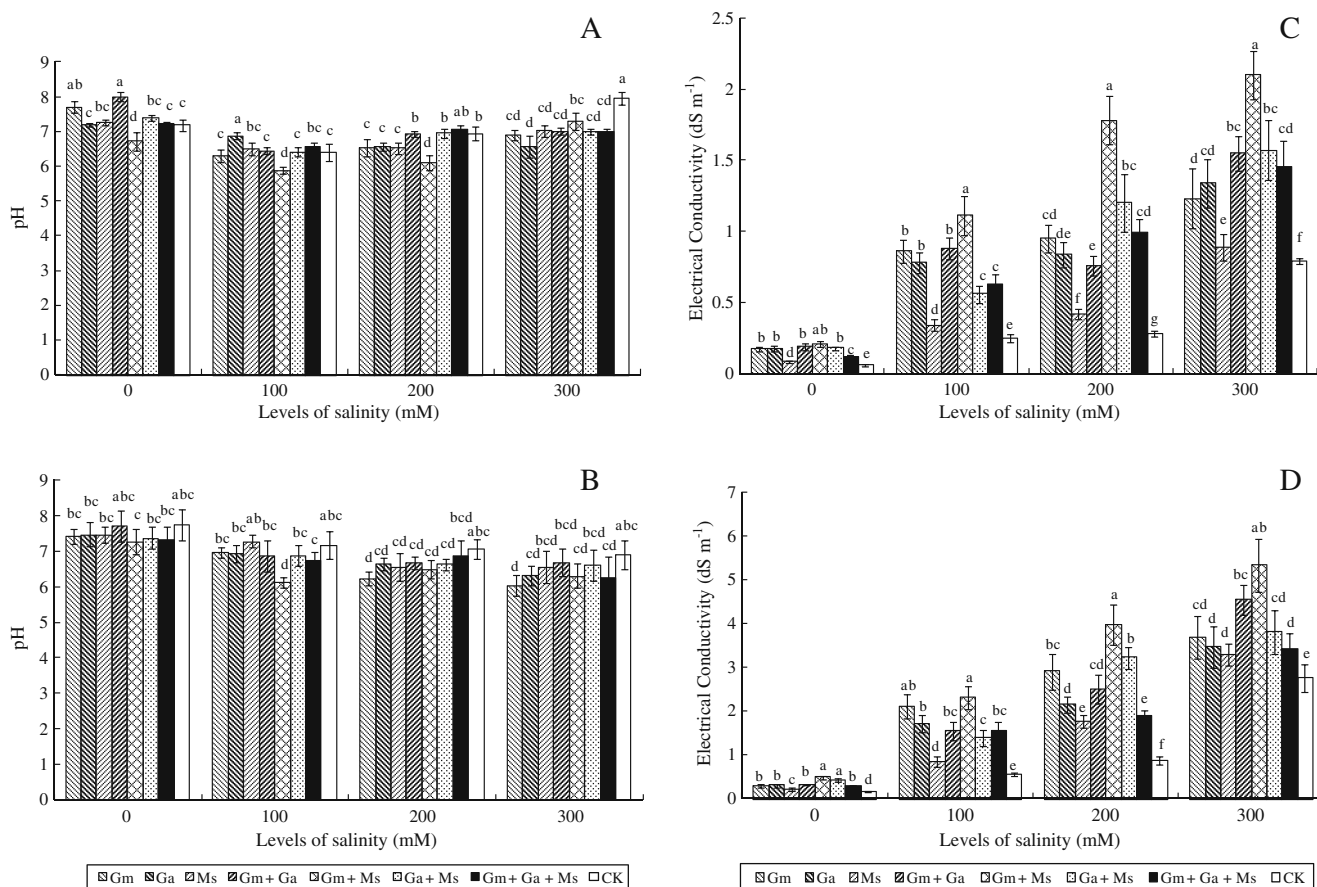 A
9
8
7
6
5
4
3
2
1
0
pH
ab c bc a d bc c c
c a bc c d c bc c
c c c b d b ab b
cd d cd cd bc cd cd a
0 100 200 300
Levels of salinity (mM)
C
2.5
2
1.5
1
0.5
0
Electrical Conductivity (dS m⁻¹)
b b d b ab b c e
b b d b a c c e
cd de f e a bc cd g
cd cd e bc a bc cd f
0 100 200 300
Levels of salinity (mM)
B
9
8
7
6
5
4
3
2
1
0
pH
bc bc bc abc c bc bc abc
bc bc abc bc d bc c abc
d cd cd cd cd cd bcd abc
d cd bcd bcd cd bcd cd abc
0 100 200 300
Levels of salinity (mM)
D
7
6
5
4
3
2
1
0
Electrical Conductivity (dS m⁻¹)
b b c b a a b d
ab b d bc a c bc e
bc d e cd a b e f
cd d d bc ab cd d e
0 100 200 300
Levels of salinity (mM)
Gm Ga Ms Gm + Ga Gm + Ms Ga + Ms Gm + Ga + Ms CK
Gm Ga Ms Gm + Ga Gm + Ms Ga + Ms Gm + Ga + Ms CK